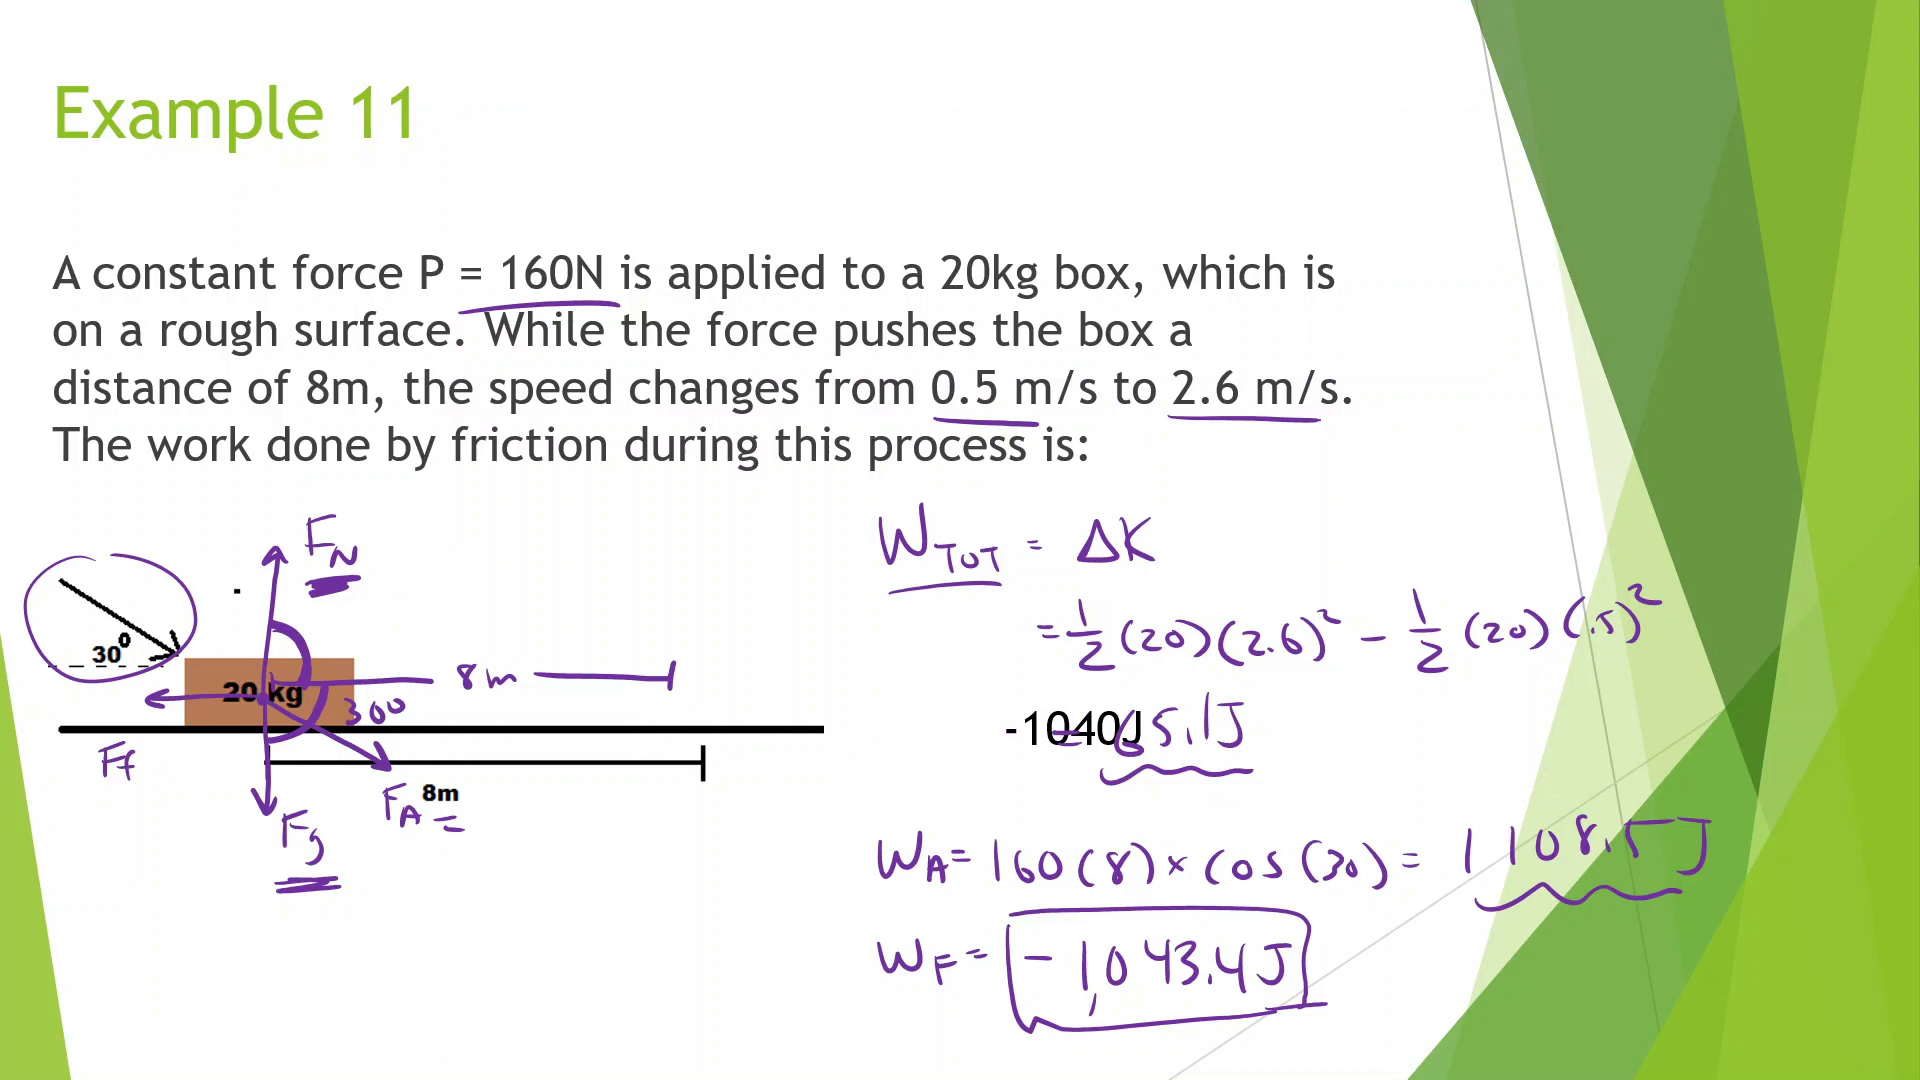 Example 11
A constant force P = 160N is applied to a 20kg box, which is
on a rough surface. While the force pushes the box a
distance of 8m, the speed changes from 0.5 m/s to 2.6 m/s.
The work done by friction during this process is:
F_N
30⁰
20 kg
8m
30⁰
F_f
8m
F_A =
F_g
W_TOT = ΔK
= 1/2 (20)(2.6)² - 1/2 (20)(.5)²
-1040J
= 65.1J
W_A = 160(8) × cos(30) = 1108.5J
W_F = -1,043.4J